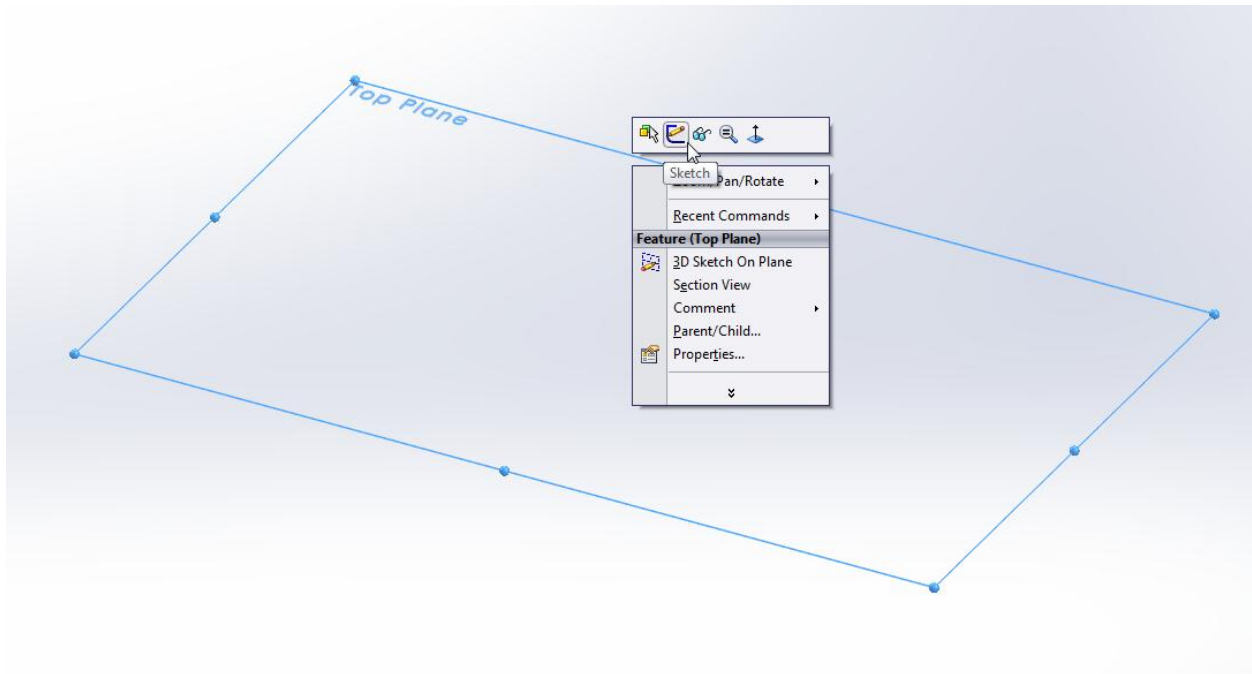 Top Plane
Sketch
Pan/Rotate
Recent Commands
Feature (Top Plane)
3D Sketch On Plane
Section View
Comment
Parent/Child...
Properties...